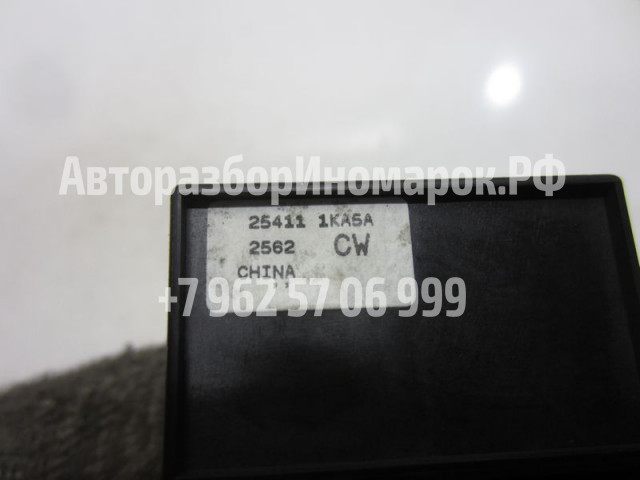 АвторазборИномарок.РФ
25411 1KA5A
2562 CW
CHINA
+7 962 57 06 999